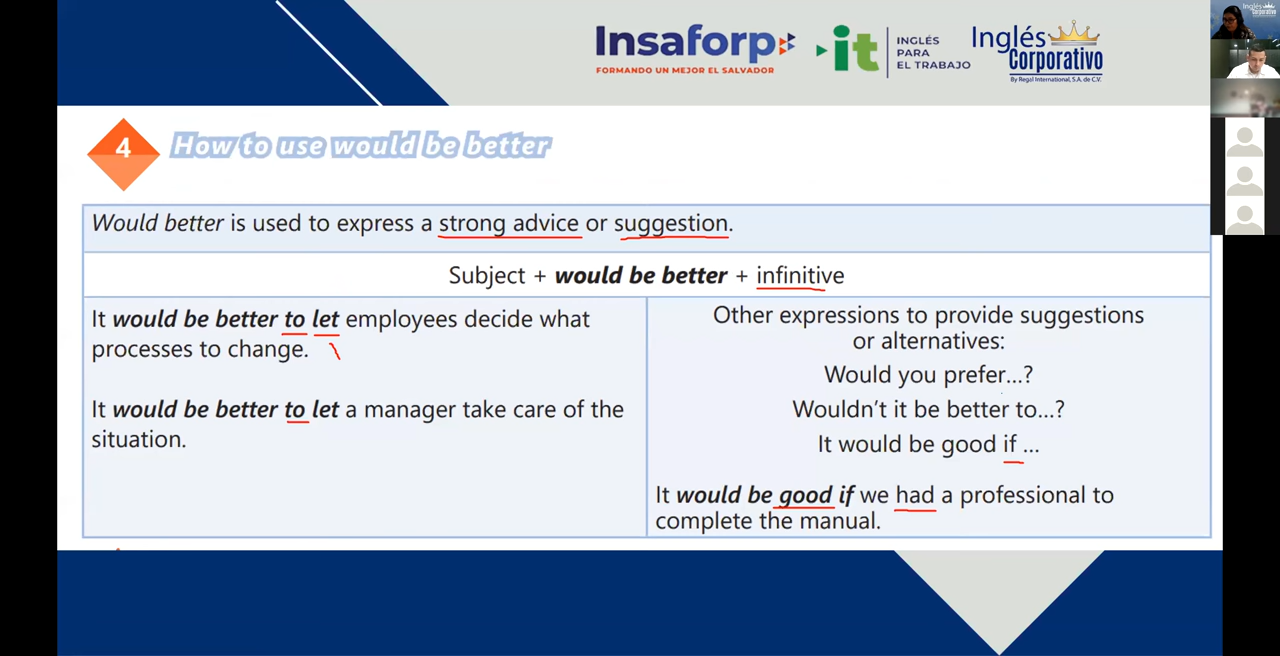 Insaforp
FORMANDO UN MEJOR EL SALVADOR
it
INGLÉS
PARA
EL TRABAJO
Inglés
Corporativo
By Regal International, S.A. de C.V.
Inglés
Corporativo
4
How to use would be better
Would better is used to express a strong advice or suggestion.
Subject + would be better + infinitive
It would be better to let employees decide what
processes to change.
It would be better to let a manager take care of the
situation.
Other expressions to provide suggestions
or alternatives:
Would you prefer...?
Wouldn't it be better to...?
It would be good if ...
It would be good if we had a professional to
complete the manual.